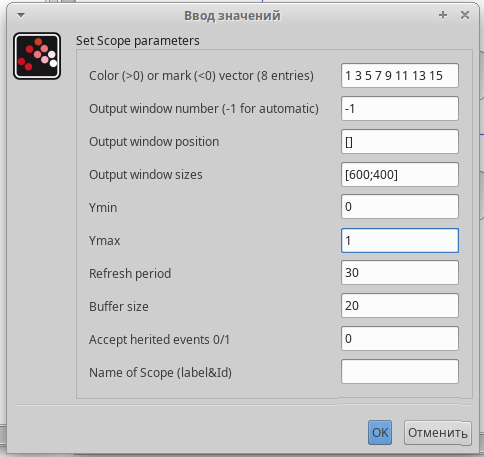 Ввод значений
Set Scope parameters
Color (>0) or mark (<0) vector (8 entries) 1 3 5 7 9 11 13 15
Output window number (-1 for automatic) -1
Output window position []
Output window sizes [600;400]
Ymin 0
Ymax 1
Refresh period 30
Buffer size 20
Accept herited events 0/1 0
Name of Scope (label&Id)
OK Отменить